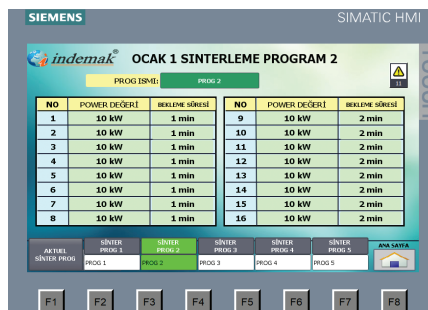 SIEMENS
SIMATIC HMI
indemak®
OCAK 1 SINTERLEME PROGRAM 2
PROG ISMI:
PROG 2
11
NO POWER DEĞERİ BEKLEME SÜRESİ NO POWER DEĞERİ BEKLEME SÜRESİ
1 10 kW 1 min 9 10 kW 2 min
2 10 kW 1 min 10 10 kW 2 min
3 10 kW 1 min 11 10 kW 2 min
4 10 kW 1 min 12 10 kW 2 min
5 10 kW 1 min 13 10 kW 2 min
6 10 kW 1 min 14 10 kW 2 min
7 10 kW 1 min 15 10 kW 2 min
8 10 kW 1 min 16 10 kW 2 min
AKTUEL SİNTER PROG
SİNTER PROG 1
SİNTER PROG 2
SİNTER PROG 3
SİNTER PROG 4
SİNTER PROG 5
ANA SAYFA
PROG 1
PROG 2
PROG 3
PROG 4
PROG 5
F1 F2 F3 F4 F5 F6 F7 F8